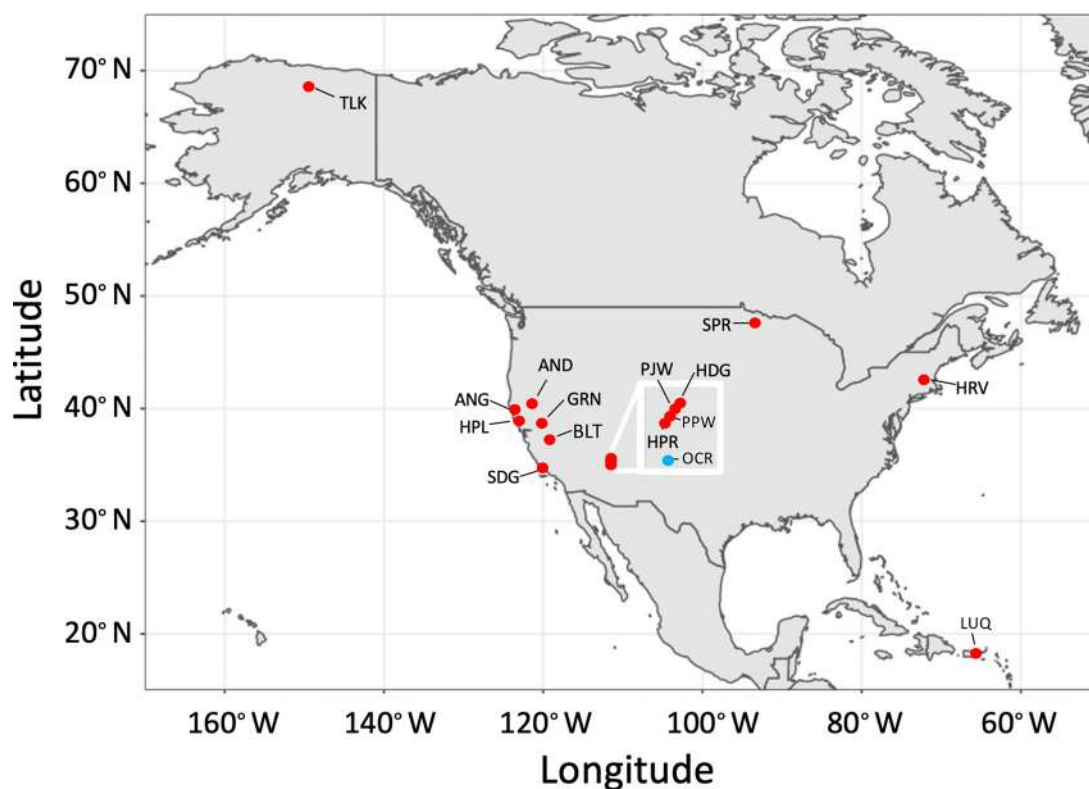 70° N
TLK
60° N
50° N
SPR
PJW
HDG
AND
HRV
ANG
GRN
40° N
PPW
HPL
BLT
HPR
OCR
SDG
30° N
LUQ
20° N
Latitude
160° W
140° W
120° W
100° W
80° W
60° W
Longitude